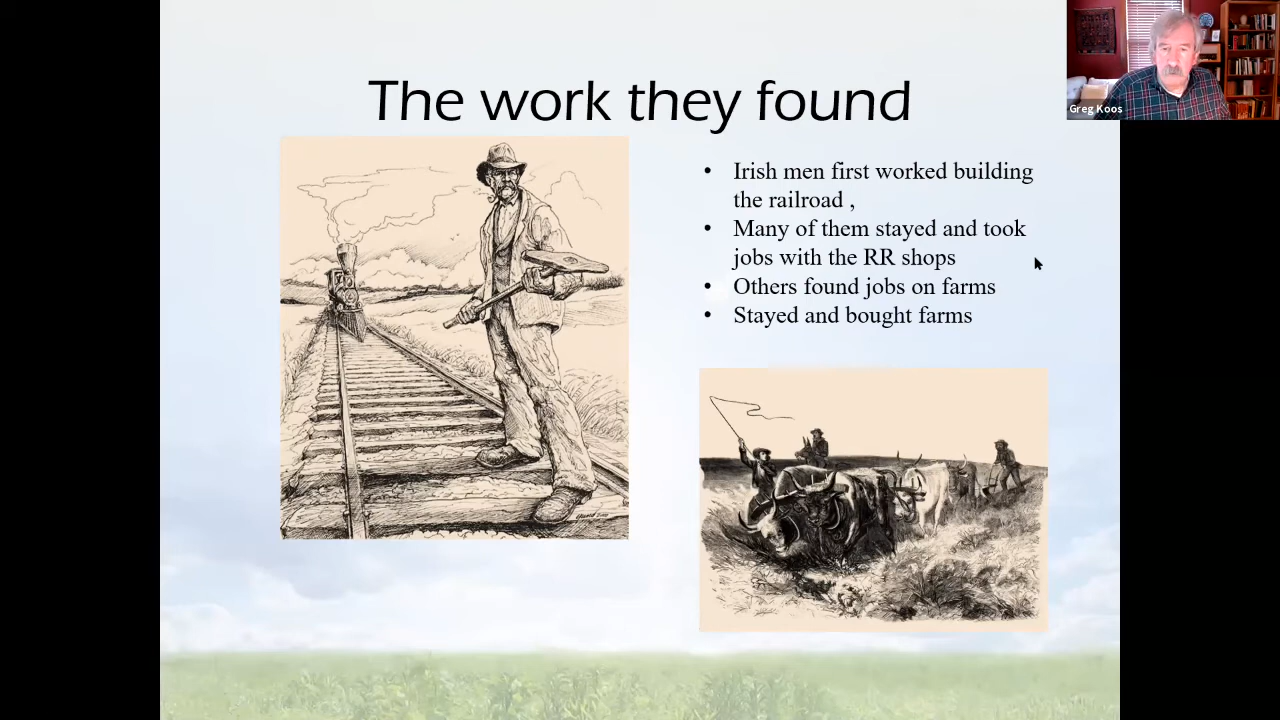 Greg Koos
The work they found
• Irish men first worked building
the railroad ,
• Many of them stayed and took
jobs with the RR shops
• Others found jobs on farms
• Stayed and bought farms